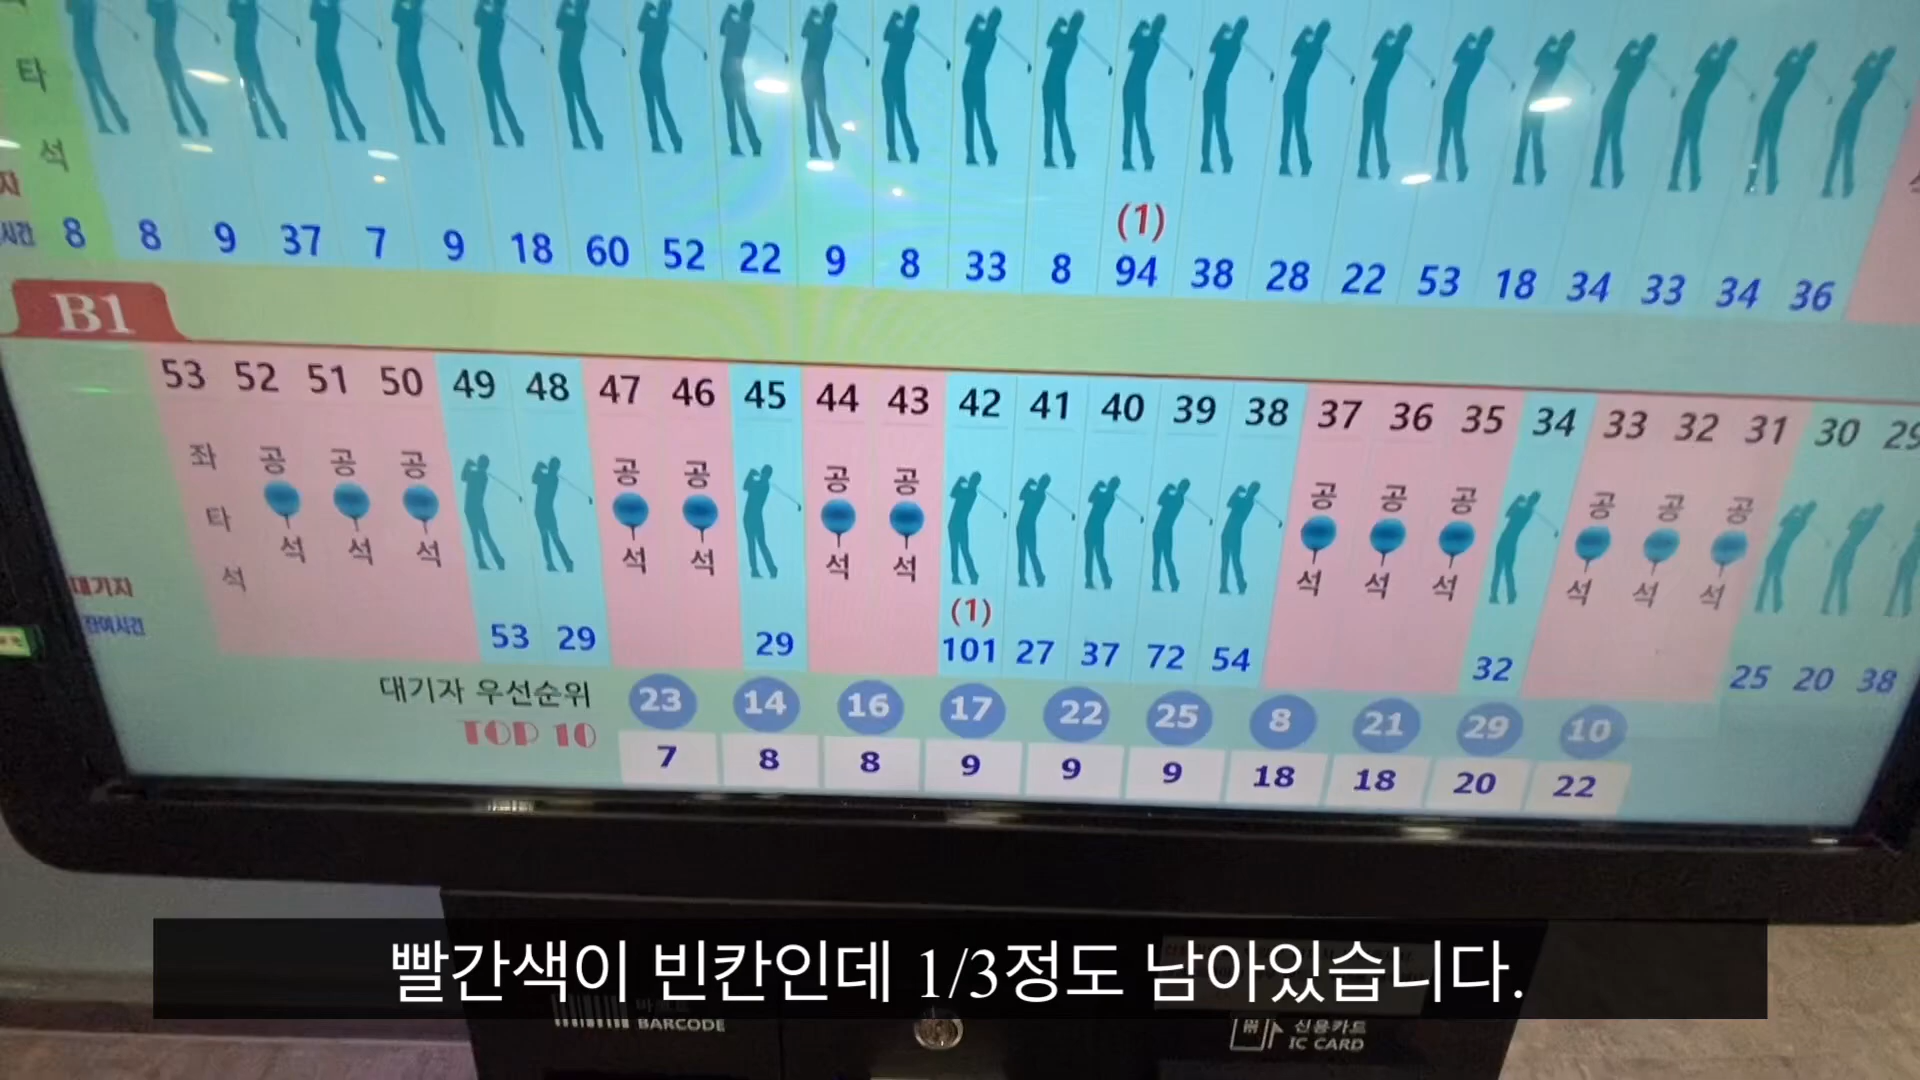 타
석
시간 8 8 9 37 7 9 18 60 52 22 9 8 33 8 (1) 94 38 28 22 53 18 34 33 34 36
B1
53 52 51 50 49 48 47 46 45 44 43 42 41 40 39 38 37 36 35 34 33 32 31 30 29
좌타석 공석 공석 공석 공석 공석 공석 공석 공석 공석 공석 공석 공석 공석
대기자 (1)
잔여시간 53 29 29 101 27 37 72 54 32 25 20 38
대기자 우선순위 23 14 16 17 22 25 8 21 29 10
TOP 10 7 8 8 9 9 9 18 18 20 22
빨간색이 빈칸인데 1/3정도 남아있습니다.
BARCODE
신용카드
IC CARD